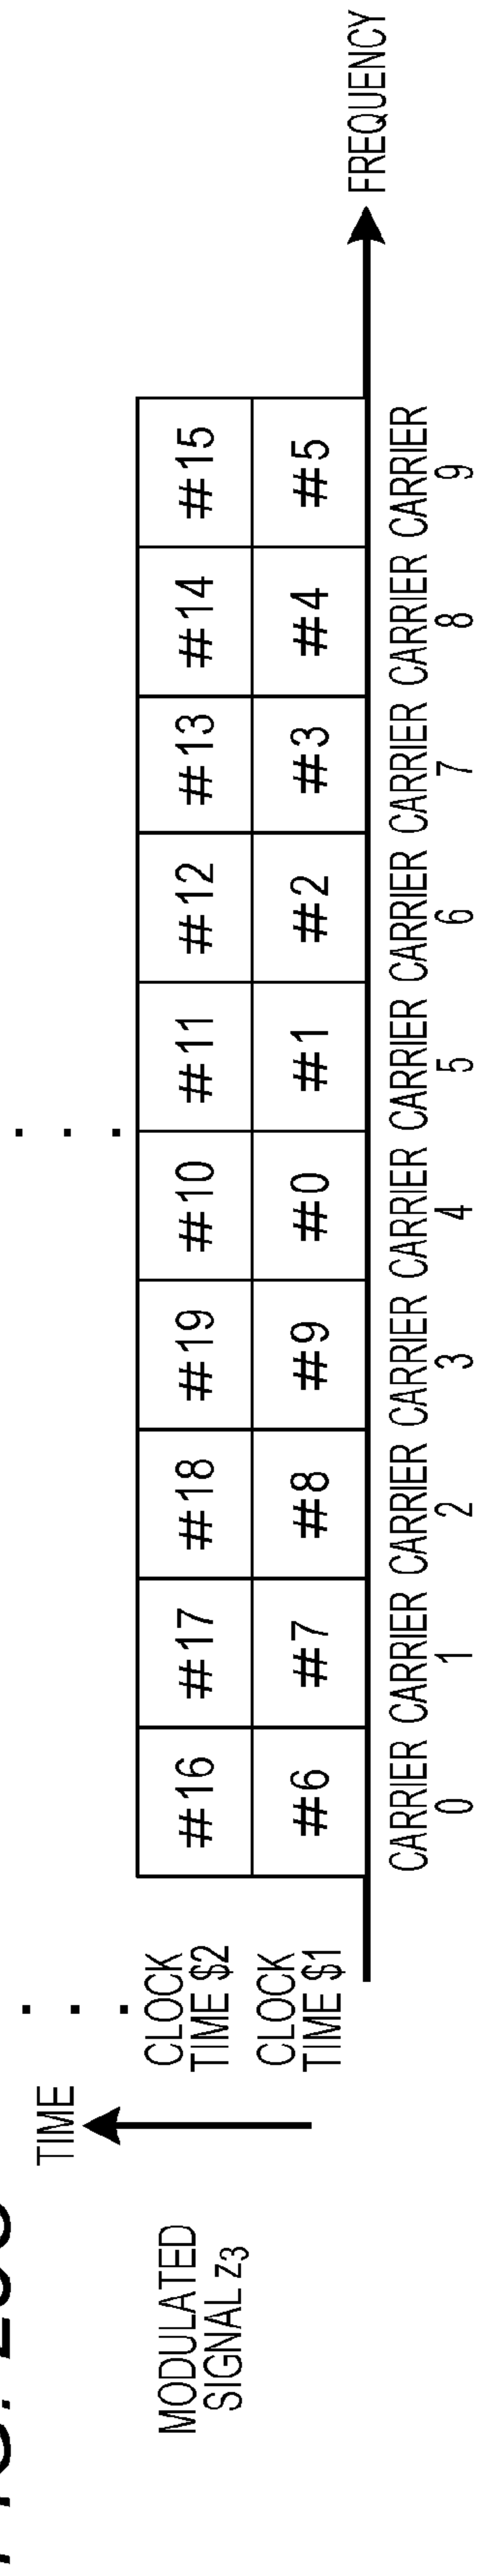 TIME
MODULATED
SIGNAL z3
CLOCK
TIME $2
#16 #17 #18 #19 #10 #11 #12 #13 #14 #15
CLOCK
TIME $1
#6 #7 #8 #9 #0 #1 #2 #3 #4 #5
FREQUENCY
CARRIER CARRIER CARRIER CARRIER CARRIER CARRIER CARRIER CARRIER CARRIER CARRIER
0 1 2 3 4 5 6 7 8 9